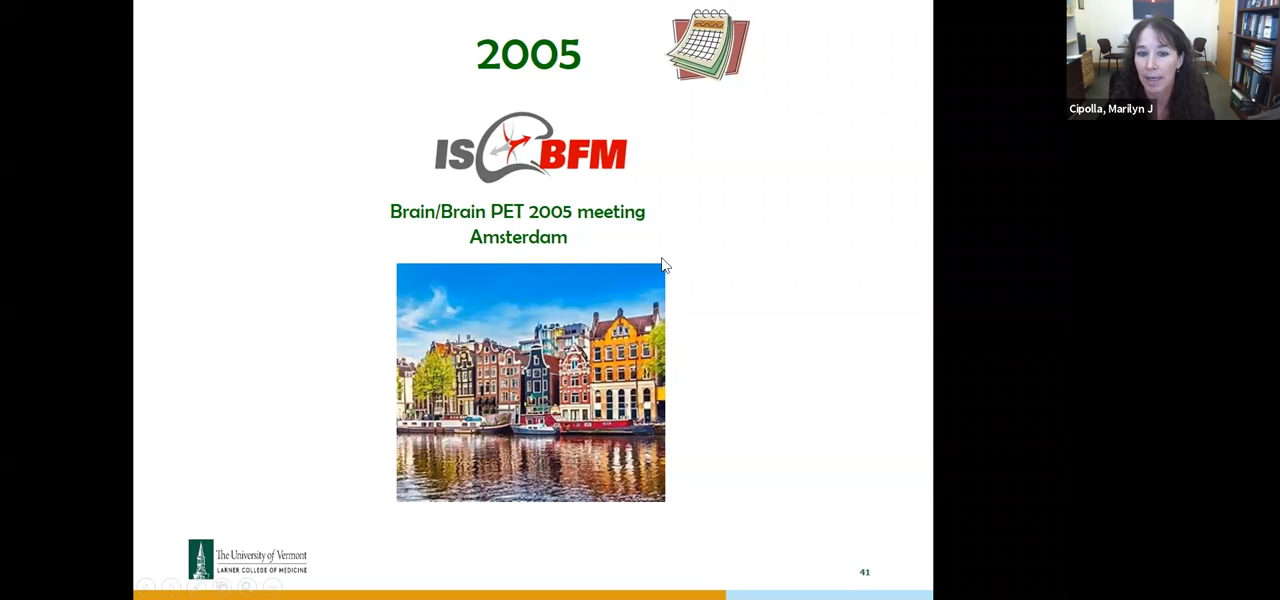 2005
ISCBFM
Brain/Brain PET 2005 meeting
Amsterdam
The University of Vermont
LARNER COLLEGE OF MEDICINE
41
Cipolla, Marilyn J